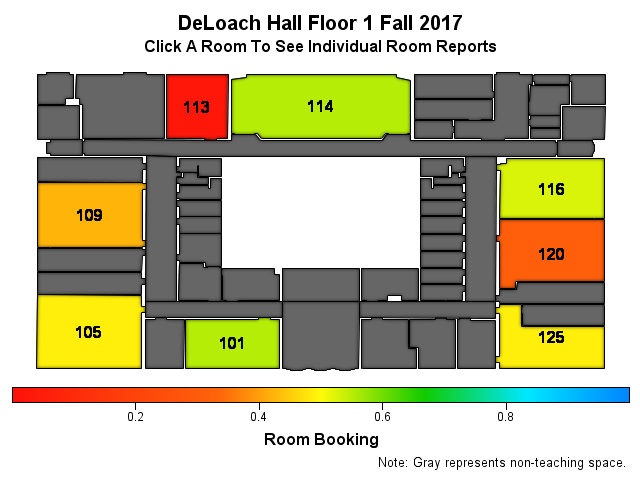 DeLoach Hall Floor 1 Fall 2017
Click A Room To See Individual Room Reports
113
114
116
109
120
105
101
125
0.2 0.4 0.6 0.8
Room Booking
Note: Gray represents non-teaching space.